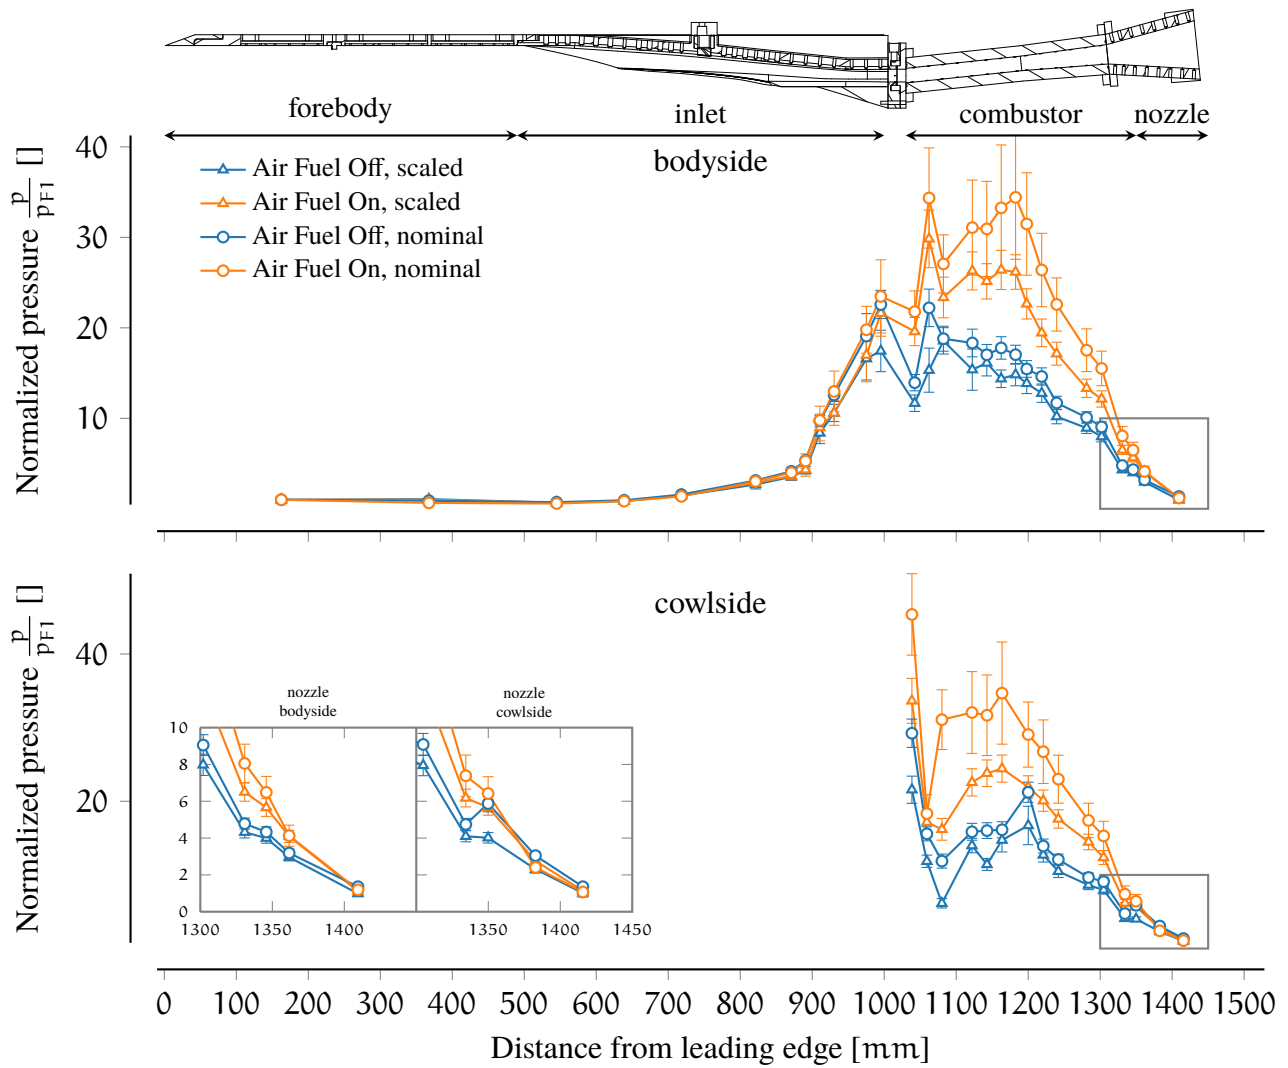 forebody
inlet
combustor
nozzle
bodyside
Air Fuel Off, scaled
Air Fuel On, scaled
Air Fuel Off, nominal
Air Fuel On, nominal
Normalized pressure p/pF1 []
40
30
20
10
cowlside
Normalized pressure p/pF1 []
40
20
nozzle
bodyside
nozzle
cowlside
10
8
6
4
2
0
1300 1350 1400 1350 1400 1450
0 100 200 300 400 500 600 700 800 900 1000 1100 1200 1300 1400 1500
Distance from leading edge [mm]